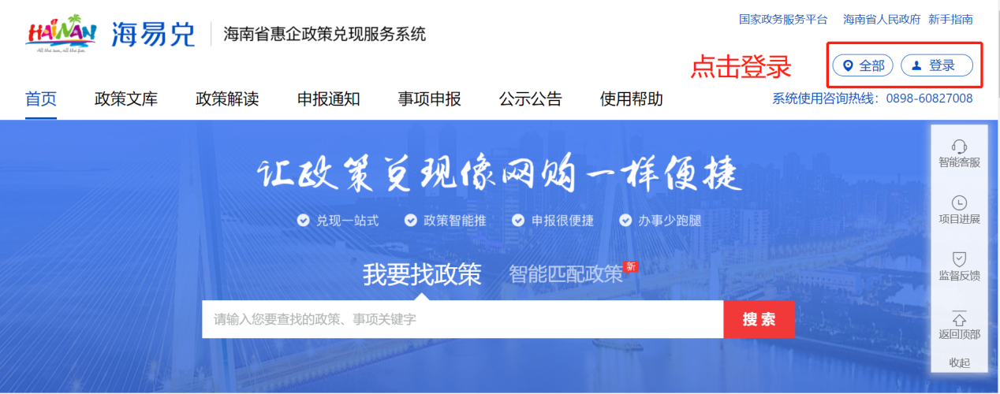 国家政务服务平台 海南省人民政府 新手指南
HAINAN 海易兑 海南省惠企政策兑现服务系统
All the sun, all the fun.
点击登录 全部 登录
首页 政策文库 政策解读 申报通知 事项申报 公示公告 使用帮助
系统使用咨询热线：0898-60827008
让政策兑现像网购一样便捷
兑现一站式 政策智能推 申报很便捷 办事少跑腿
我要找政策 智能匹配政策 新
请输入您要查找的政策、事项关键字 搜索
智能客服
项目进展
监督反馈
返回顶部
收起